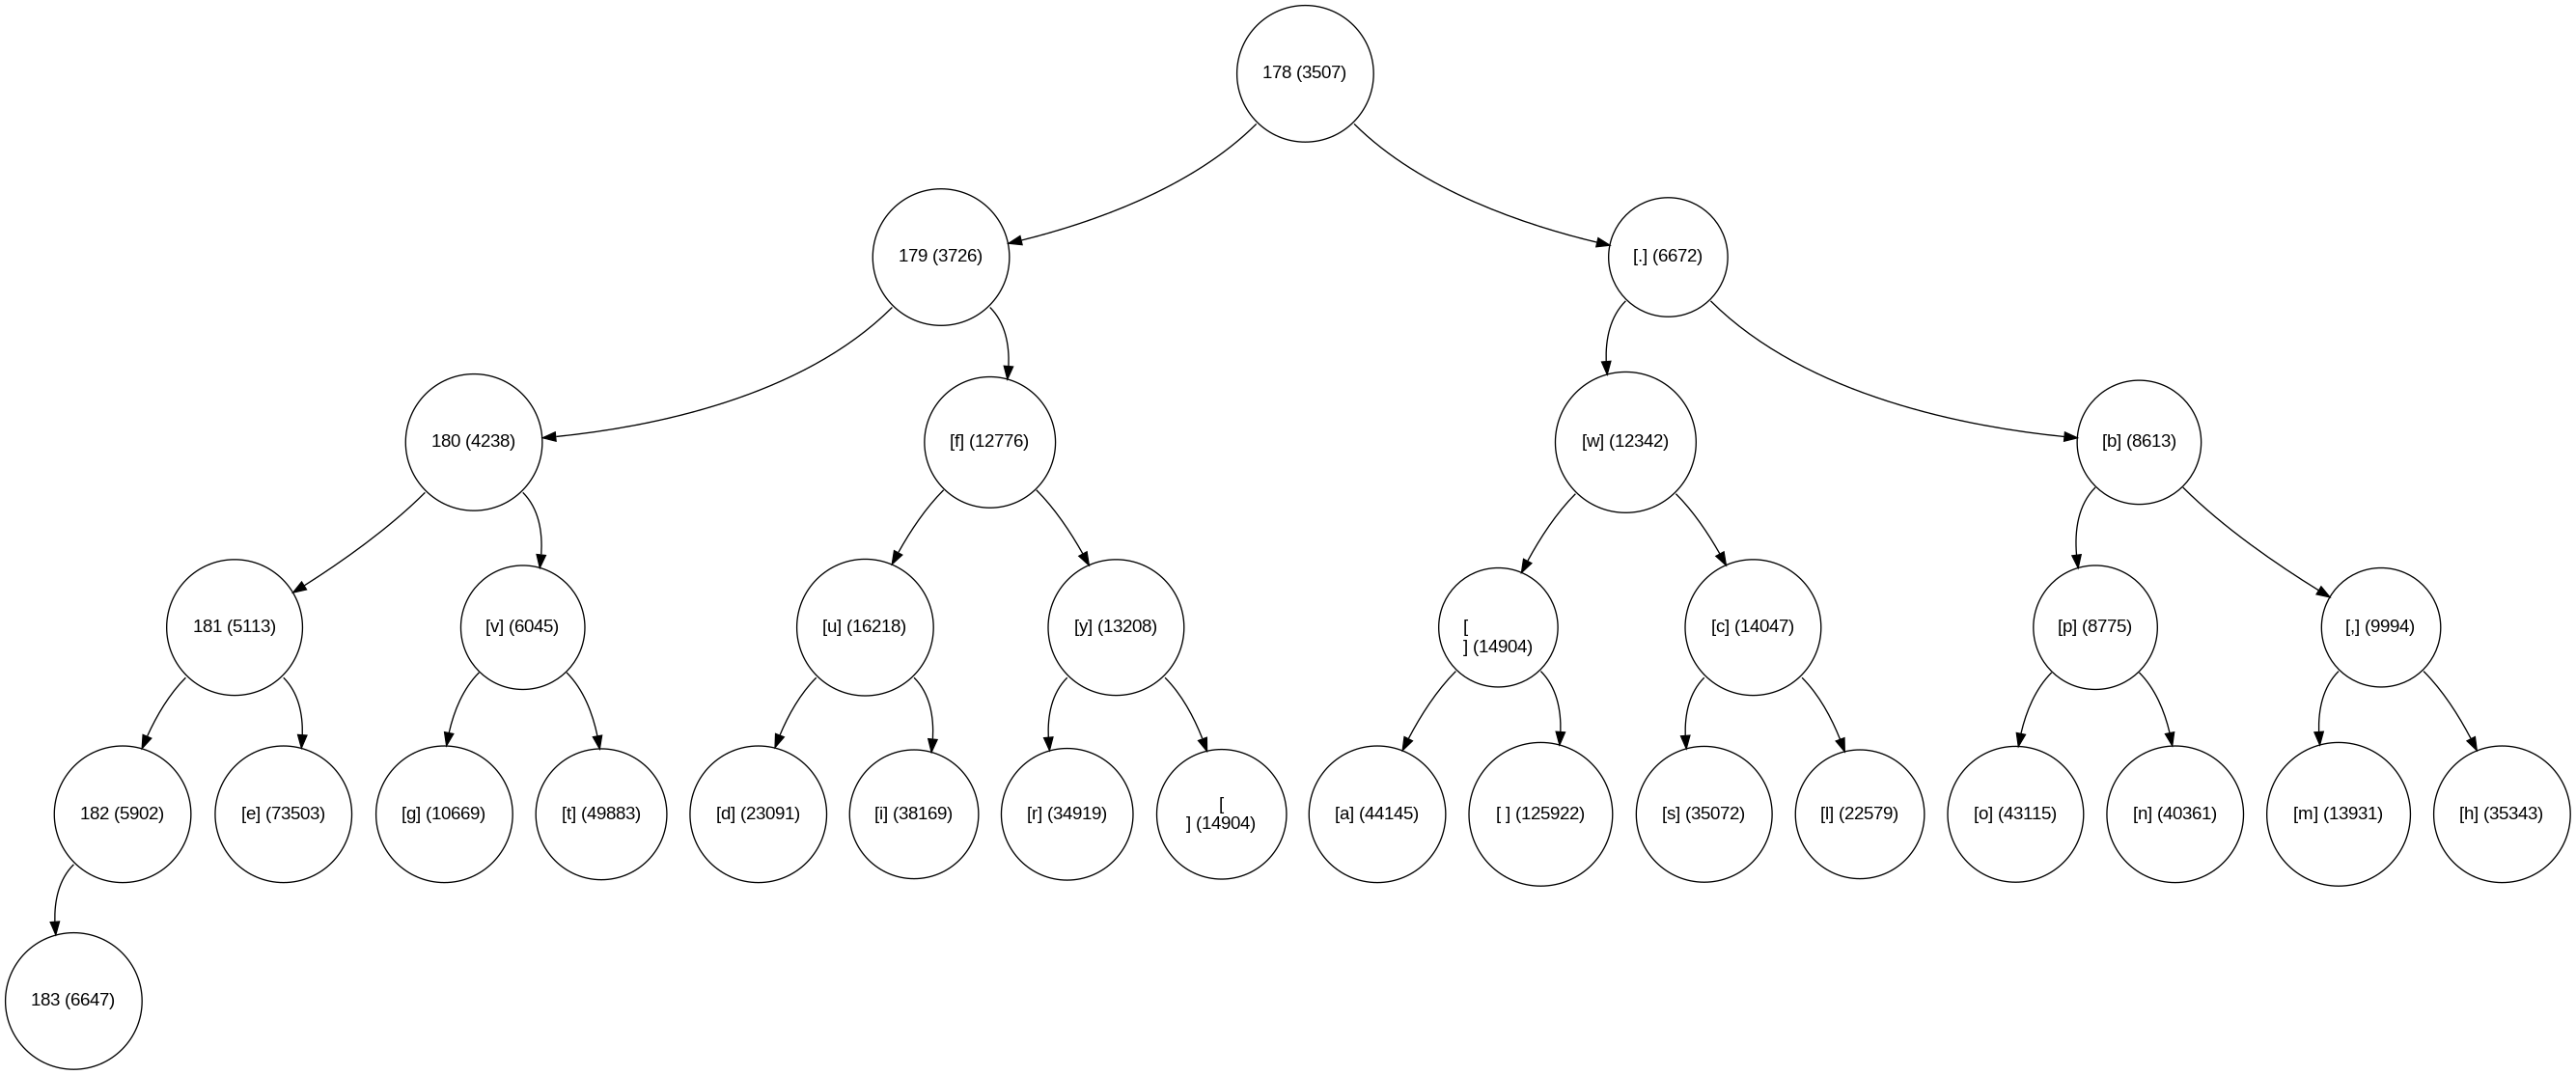 178 (3507)
179 (3726)
[.] (6672)
180 (4238)
[f] (12776)
[w] (12342)
[b] (8613)
181 (5113)
[v] (6045)
[u] (16218)
[y] (13208)
[
] (14904)
[c] (14047)
[p] (8775)
[,] (9994)
182 (5902)
[e] (73503)
[g] (10669)
[t] (49883)
[d] (23091)
[i] (38169)
[r] (34919)
[
] (14904)
[a] (44145)
[ ] (125922)
[s] (35072)
[l] (22579)
[o] (43115)
[n] (40361)
[m] (13931)
[h] (35343)
183 (6647)